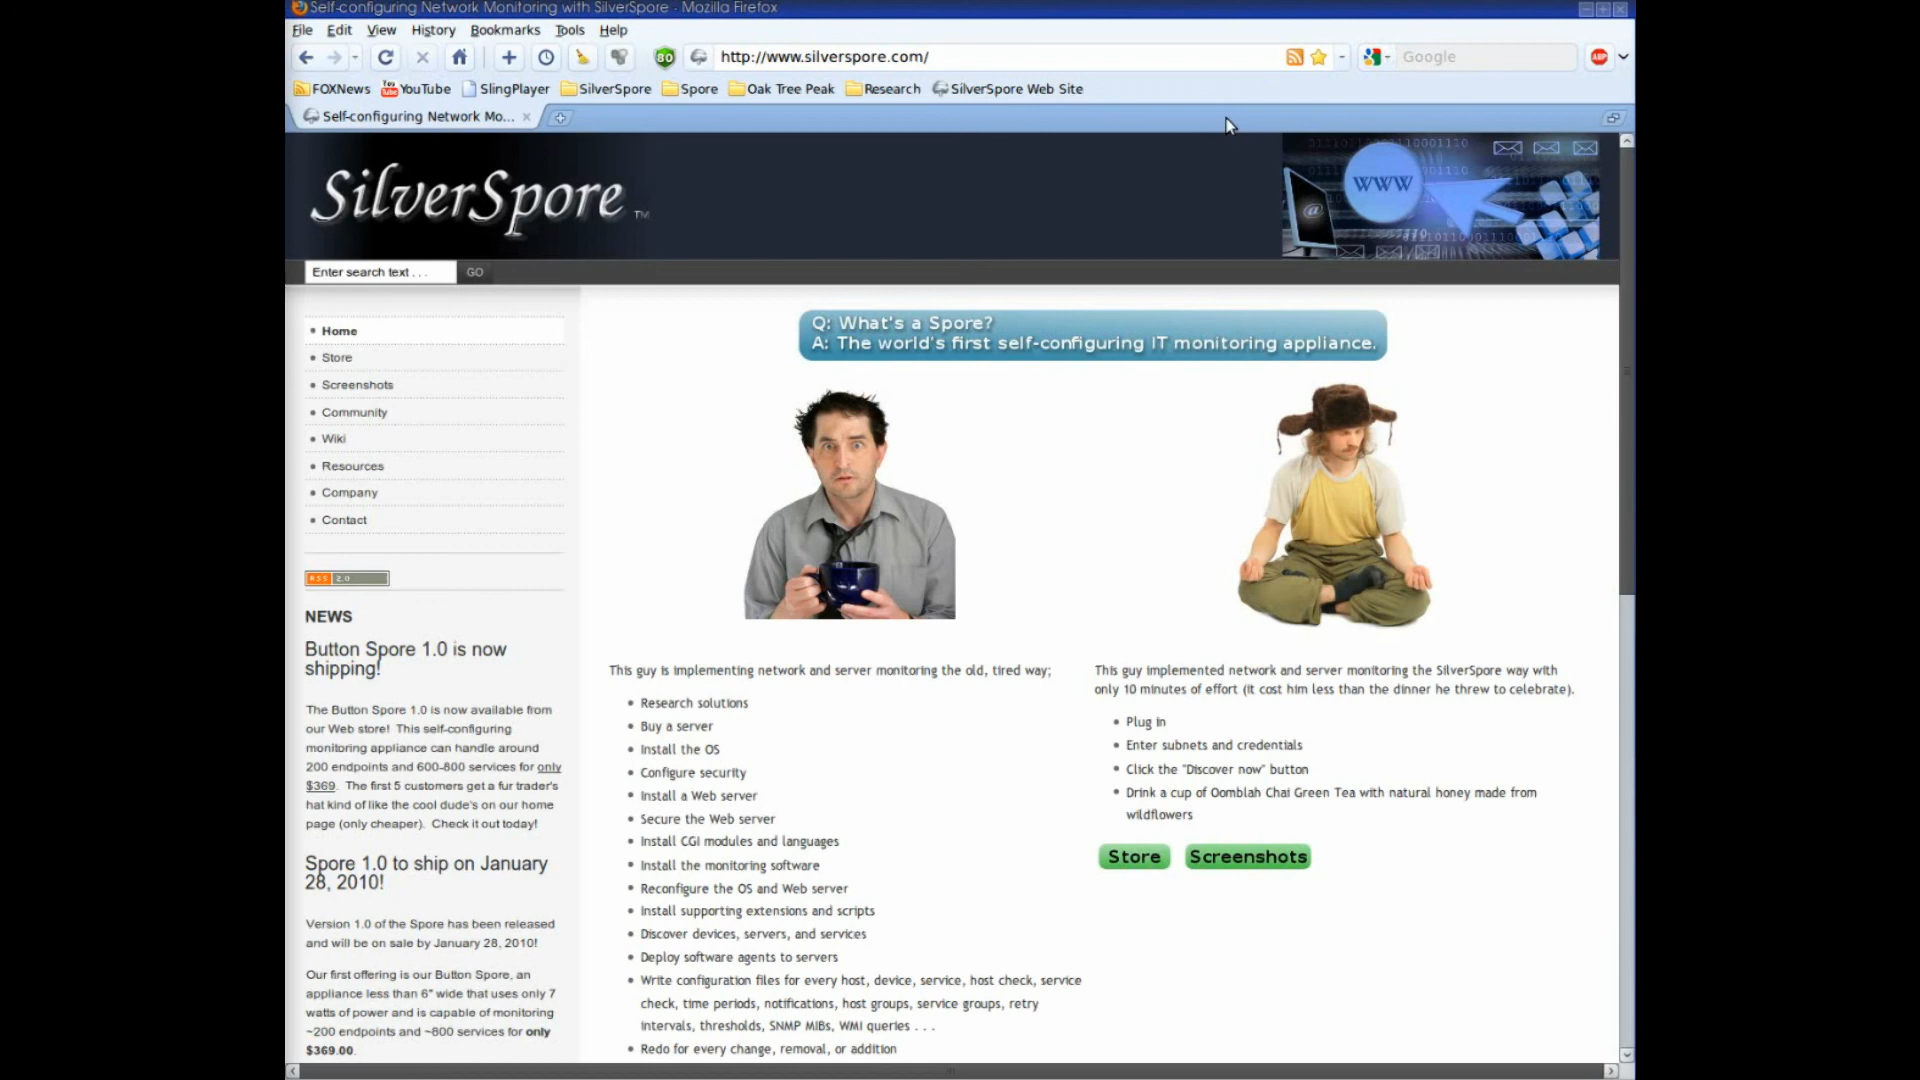 Self-configuring Network Monitoring with SilverSpore - Mozilla Firefox
File Edit View History Bookmarks Tools Help
80 http://www.silverspore.com/ Google ABP
FOXNews YouTube SlingPlayer SilverSpore Spore Oak Tree Peak Research SilverSpore Web Site
Self-configuring Network Mo...
SilverSpore TM
WWW
@
Enter search text . . . GO
Home
Store
Screenshots
Community
Wiki
Resources
Company
Contact
RSS 2.0
NEWS
Button Spore 1.0 is now
shipping!
The Button Spore 1.0 is now available from
our Web store! This self-configuring
monitoring appliance can handle around
200 endpoints and 600-800 services for only
$369. The first 5 customers get a fur trader's
hat kind of like the cool dude's on our home
page (only cheaper). Check it out today!
Spore 1.0 to ship on January
28, 2010!
Version 1.0 of the Spore has been released
and will be on sale by January 28, 2010!
Our first offering is our Button Spore, an
appliance less than 6" wide that uses only 7
watts of power and is capable of monitoring
~200 endpoints and ~800 services for only
$369.00.
Q: What's a Spore?
A: The world's first self-configuring IT monitoring appliance.
This guy is implementing network and server monitoring the old, tired way;
Research solutions
Buy a server
Install the OS
Configure security
Install a Web server
Secure the Web server
Install CGI modules and languages
Install the monitoring software
Reconfigure the OS and Web server
Install supporting extensions and scripts
Discover devices, servers, and services
Deploy software agents to servers
Write configuration files for every host, device, service, host check, service
check, time periods, notifications, host groups, service groups, retry
intervals, thresholds, SNMP MIBs, WMI queries . . .
Redo for every change, removal, or addition
This guy implemented network and server monitoring the SilverSpore way with
only 10 minutes of effort (it cost him less than the dinner he threw to celebrate).
Plug in
Enter subnets and credentials
Click the "Discover now" button
Drink a cup of Oomblah Chai Green Tea with natural honey made from
wildflowers
Store Screenshots